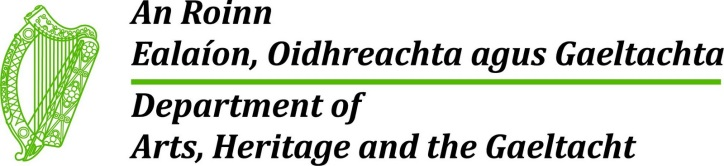 An Roinn
Ealaíon, Oidhreachta agus Gaeltachta
Department of
Arts, Heritage and the Gaeltacht